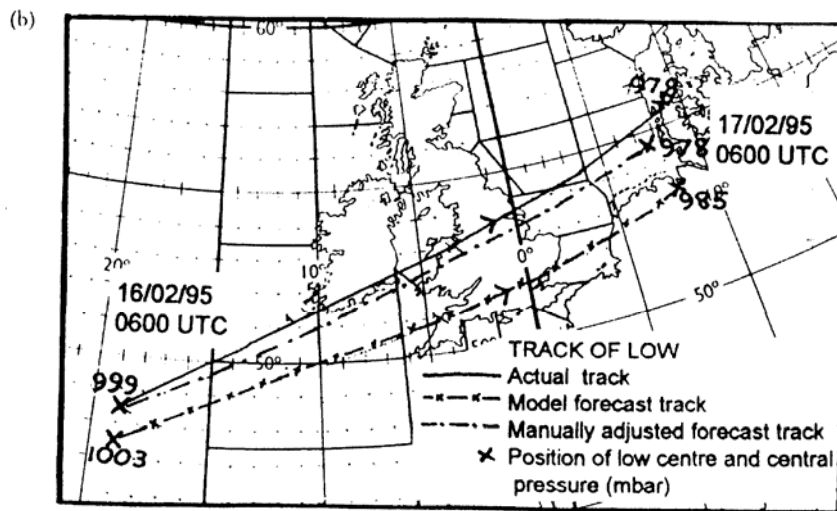 (b)
60°
978
17/02/95
0600 UTC
978
985
0°
20°
10°
16/02/95
0600 UTC
50°
50°
999
1003
TRACK OF LOW
Actual track
Model forecast track
Manually adjusted forecast track
Position of low centre and central
pressure (mbar)